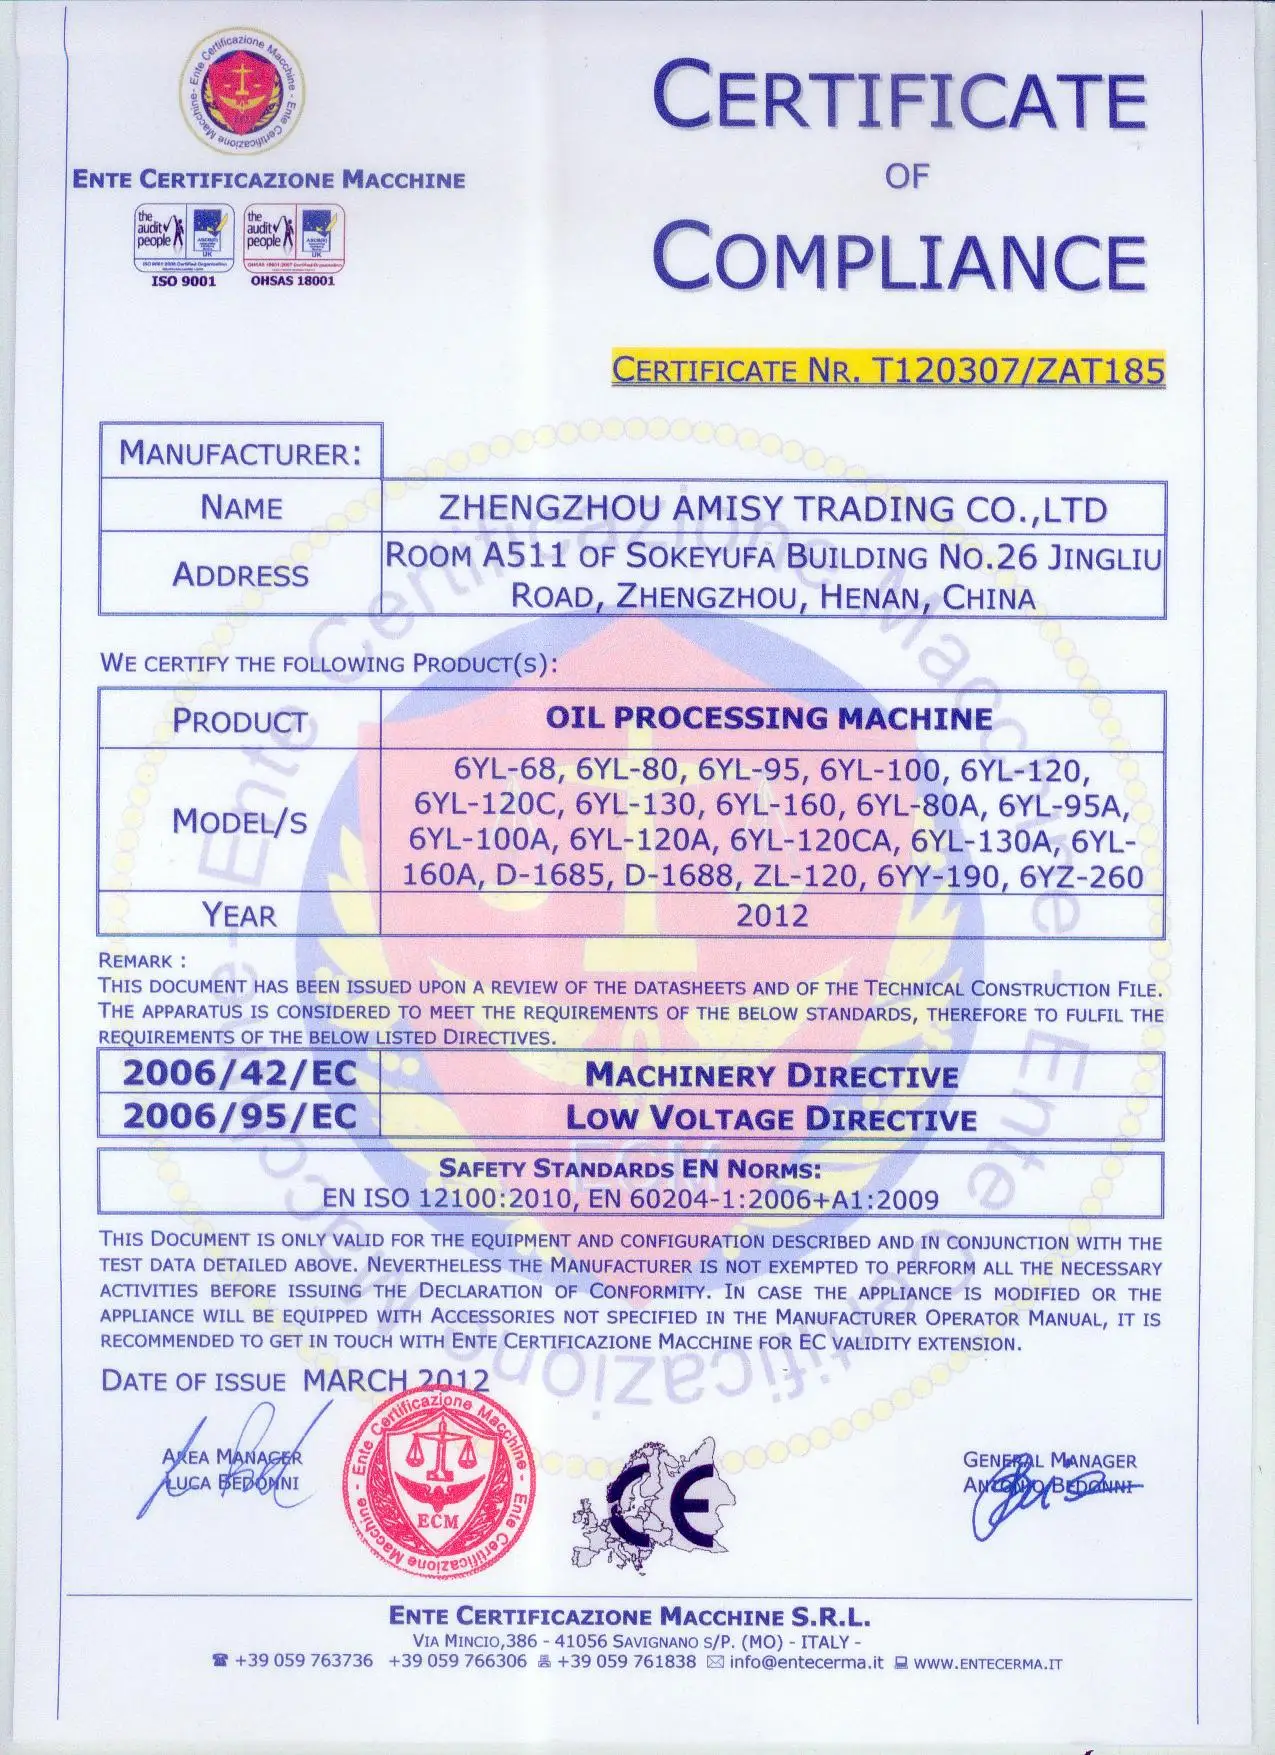 Ente Certificazione Macchine - Ente Certificazione Macchine -
ECM
ENTE CERTIFICAZIONE MACCHINE
the audit people
UK
ISO 9001
the audit people
UK
OHSAS 18001
CERTIFICATE
OF
COMPLIANCE
CERTIFICATE NR. T120307/ZAT185
MANUFACTURER:
NAME
ZHENGZHOU AMISY TRADING CO.,LTD
ADDRESS
ROOM A511 OF SOKEYUFA BUILDING NO.26 JINGLIU
ROAD, ZHENGZHOU, HENAN, CHINA
WE CERTIFY THE FOLLOWING PRODUCT(S):
PRODUCT
OIL PROCESSING MACHINE
MODEL/S
6YL-68, 6YL-80, 6YL-95, 6YL-100, 6YL-120,
6YL-120C, 6YL-130, 6YL-160, 6YL-80A, 6YL-95A,
6YL-100A, 6YL-120A, 6YL-120CA, 6YL-130A, 6YL-
160A, D-1685, D-1688, ZL-120, 6YY-190, 6YZ-260
YEAR
2012
REMARK :
THIS DOCUMENT HAS BEEN ISSUED UPON A REVIEW OF THE DATASHEETS AND OF THE TECHNICAL CONSTRUCTION FILE.
THE APPARATUS IS CONSIDERED TO MEET THE REQUIREMENTS OF THE BELOW STANDARDS, THEREFORE TO FULFIL THE
REQUIREMENTS OF THE BELOW LISTED DIRECTIVES.
2006/42/EC
MACHINERY DIRECTIVE
2006/95/EC
LOW VOLTAGE DIRECTIVE
SAFETY STANDARDS EN NORMS:
EN ISO 12100:2010, EN 60204-1:2006+A1:2009
THIS DOCUMENT IS ONLY VALID FOR THE EQUIPMENT AND CONFIGURATION DESCRIBED AND IN CONJUNCTION WITH THE
TEST DATA DETAILED ABOVE. NEVERTHELESS THE MANUFACTURER IS NOT EXEMPTED TO PERFORM ALL THE NECESSARY
ACTIVITIES BEFORE ISSUING THE DECLARATION OF CONFORMITY. IN CASE THE APPLIANCE IS MODIFIED OR THE
APPLIANCE WILL BE EQUIPPED WITH ACCESSORIES NOT SPECIFIED IN THE MANUFACTURER OPERATOR MANUAL, IT IS
RECOMMENDED TO GET IN TOUCH WITH ENTE CERTIFICAZIONE MACCHINE FOR EC VALIDITY EXTENSION.
DATE OF ISSUE MARCH 2012
AREA MANAGER
LUCA BEDONNI
Ente Certificazione Macchine - Ente Certificazione Macchine -
ECM
CE
GENERAL MANAGER
ANTONIO BEDONNI
ENTE CERTIFICAZIONE MACCHINE S.R.L.
VIA MINCIO,386 - 41056 SAVIGNANO S/P. (MO) - ITALY -
+39 059 763736 +39 059 766306 +39 059 761838 info@entecerma.it WWW.ENTECERMA.IT